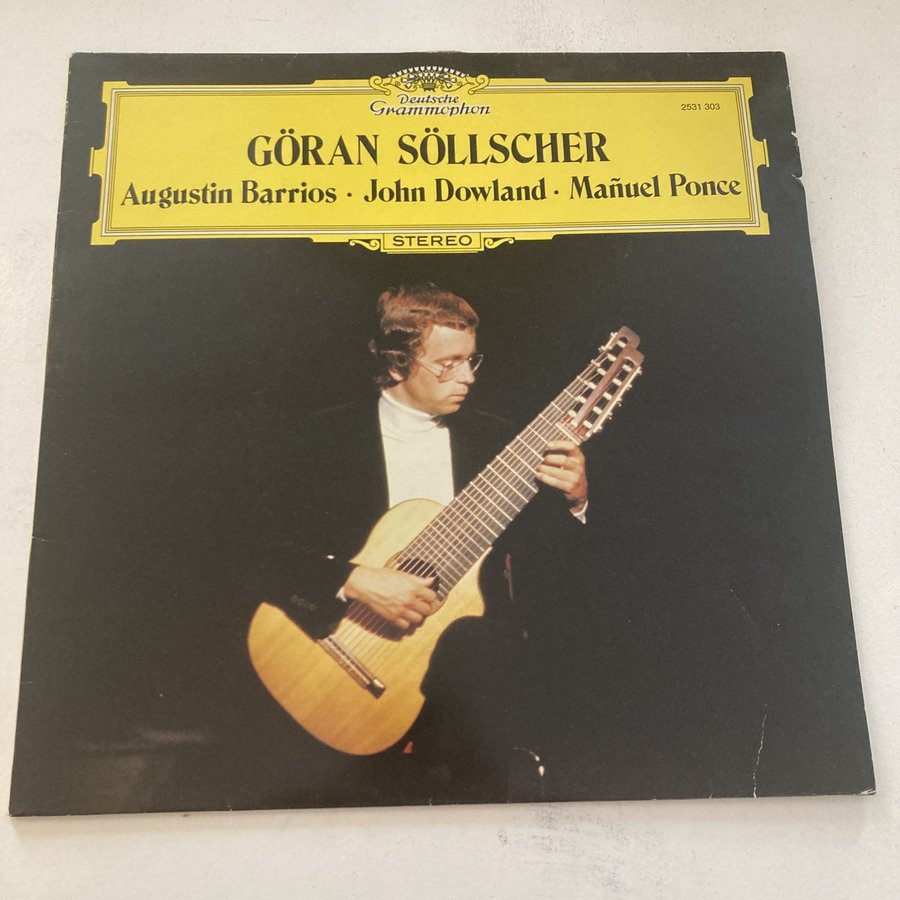 Deutsche
Grammophon
2531 303
GÖRAN SÖLLSCHER
Augustin Barrios · John Dowland · Mañuel Ponce
STEREO